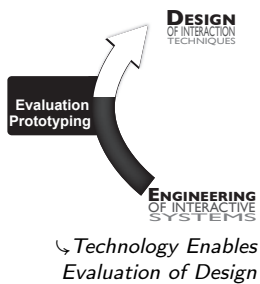 DESIGN
OF INTERACTION
TECHNIQUES
Evaluation
Prototyping
ENGINEERING
OF INTERACTIVE
SYSTEMS
↳ Technology Enables
Evaluation of Design